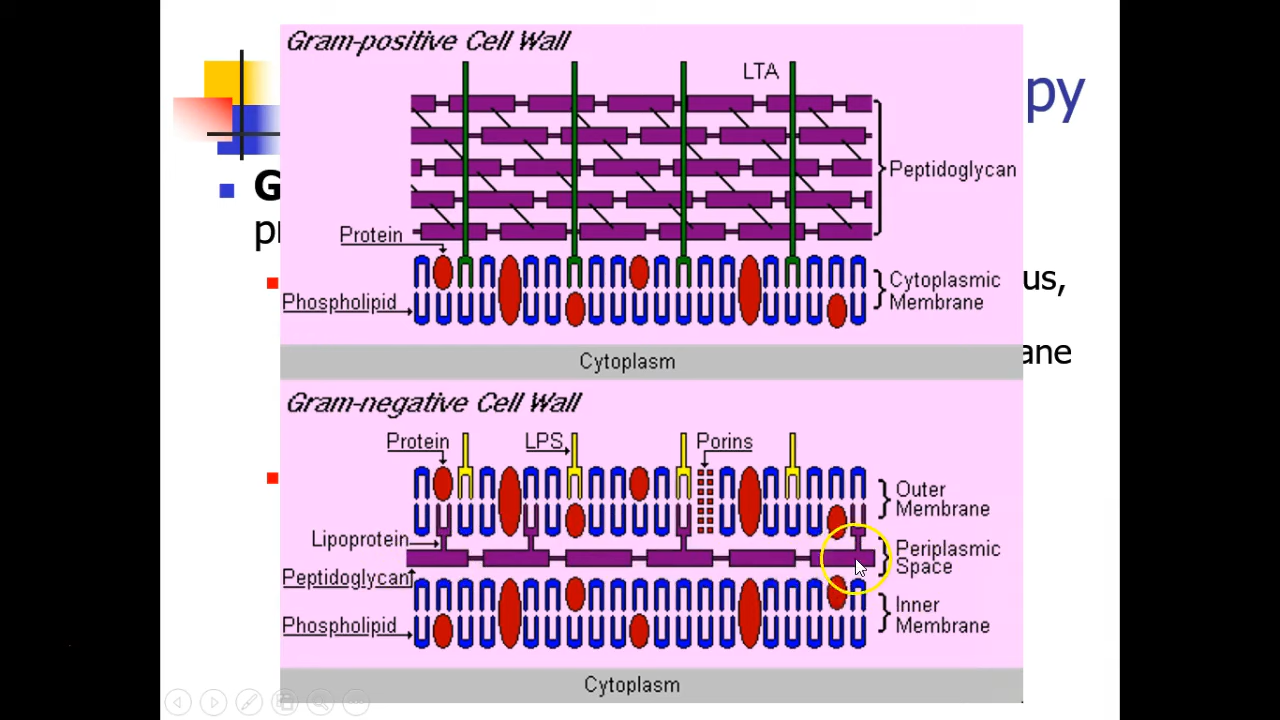 Gram-positive Cell Wall
LTA
py
Peptidoglycan
G
Protein
p
us,
Cytoplasmic
Membrane
Phospholipid
ane
Cytoplasm
Gram-negative Cell Wall
Protein
LPS
Porins
Outer
Membrane
Lipoprotein
Periplasmic
Space
Peptidoglycan
Inner
Membrane
Phospholipid
Cytoplasm